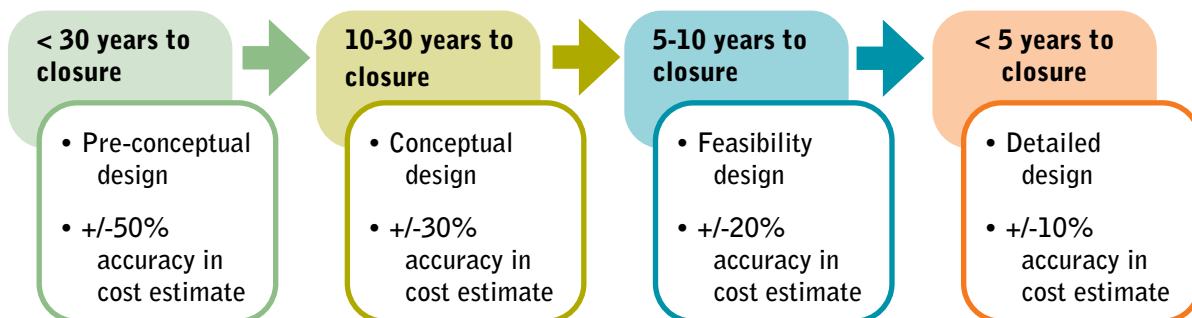 < 30 years to
closure
• Pre-conceptual
design
• +/-50%
accuracy in
cost estimate
10-30 years to
closure
• Conceptual
design
• +/-30%
accuracy in
cost estimate
5-10 years to
closure
• Feasibility
design
• +/-20%
accuracy in
cost estimate
< 5 years to
closure
• Detailed
design
• +/-10%
accuracy in
cost estimate